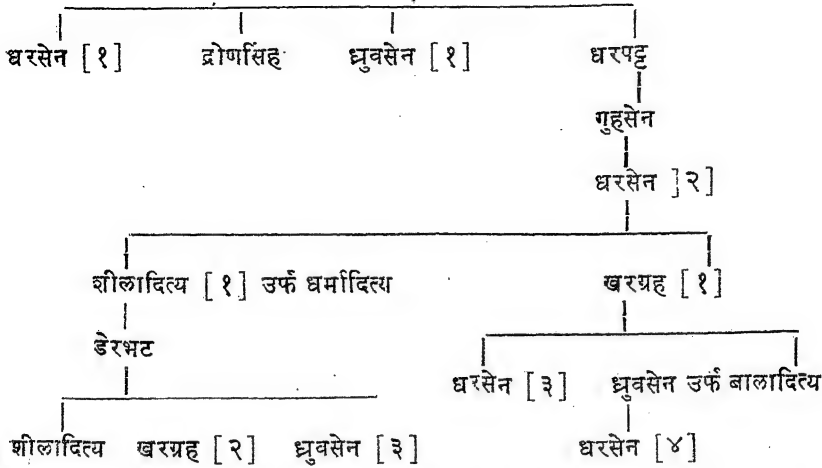 धरसेन [१] द्रोणसिंह ध्रुवसेन [१] धरपट्ट
गुहसेन
धरसेन ]२]
शीलादित्य [१] उर्फ धर्मादित्य खरग्रह [१]
डेरभट
धरसेन [३] ध्रुवसेन उर्फ बालादित्य
शीलादित्य खरग्रह [२] ध्रुवसेन [३] धरसेन [४]